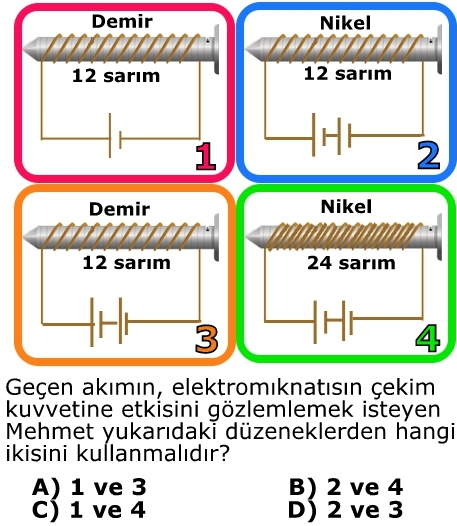 Demir
12 sarım
1
Nikel
12 sarım
2
Demir
12 sarım
3
Nikel
24 sarım
4
Geçen akımın, elektromıknatısın çekim
kuvvetine etkisini gözlemlemek isteyen
Mehmet yukarıdaki düzeneklerden hangi
ikisini kullanmalıdır?
A) 1 ve 3 B) 2 ve 4
C) 1 ve 4 D) 2 ve 3